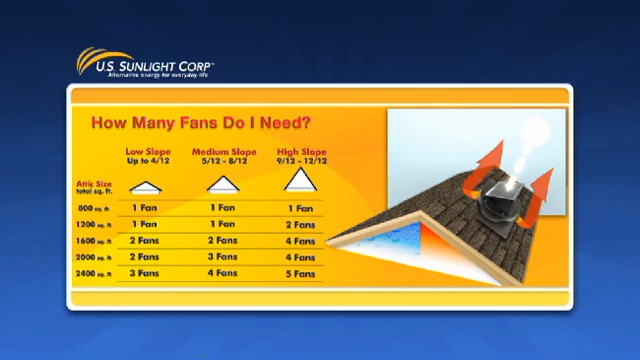 U.S. SUNLIGHT CORP™
Alternative energy for everyday life
How Many Fans Do I Need?
Low Slope Medium Slope High Slope
Up to 4/12 5/12 - 8/12 9/12 - 12/12
Attic Size
total sq. ft.
800 sq. ft. 1 Fan 1 Fan 1 Fan
1200 sq. ft. 1 Fan 1 Fan 2 Fans
1600 sq. ft. 2 Fans 2 Fans 4 Fans
2000 sq. ft. 2 Fans 3 Fans 4 Fans
2400 sq. ft. 3 Fans 4 Fans 5 Fans